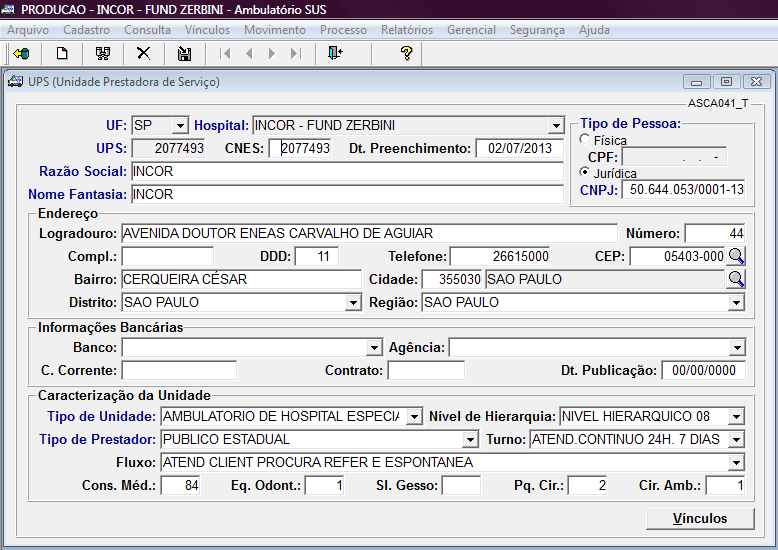 PRODUCAO - INCOR - FUND ZERBINI - Ambulatório SUS
Arquivo Cadastro Consulta Vínculos Movimento Processo Relatórios Gerencial Segurança Ajuda
UPS (Unidade Prestadora de Serviço)
ASCA041_T
UF: SP Hospital: INCOR - FUND ZERBINI Tipo de Pessoa:
Física
UPS: 2077493 CNES: 2077493 Dt. Preenchimento: 02/07/2013 CPF: . . -
Razão Social: INCOR Jurídica
Nome Fantasia: INCOR CNPJ: 50.644.053/0001-13
Endereço
Logradouro: AVENIDA DOUTOR ENEAS CARVALHO DE AGUIAR Número: 44
Compl.: DDD: 11 Telefone: 26615000 CEP: 05403-000
Bairro: CERQUEIRA CÉSAR Cidade: 355030 SAO PAULO
Distrito: SAO PAULO Região: SAO PAULO
Informações Bancárias
Banco: Agência:
C. Corrente: Contrato: Dt. Publicação: 00/00/0000
Caracterização da Unidade
Tipo de Unidade: AMBULATORIO DE HOSPITAL ESPECIA Nível de Hierarquia: NIVEL HIERARQUICO 08
Tipo de Prestador: PUBLICO ESTADUAL Turno: ATEND.CONTINUO 24H. 7 DIAS
Fluxo: ATEND CLIENT PROCURA REFER E ESPONTANEA
Cons. Méd.: 84 Eq. Odont.: 1 Sl. Gesso: Pq. Cir.: 2 Cir. Amb.: 1
Vínculos